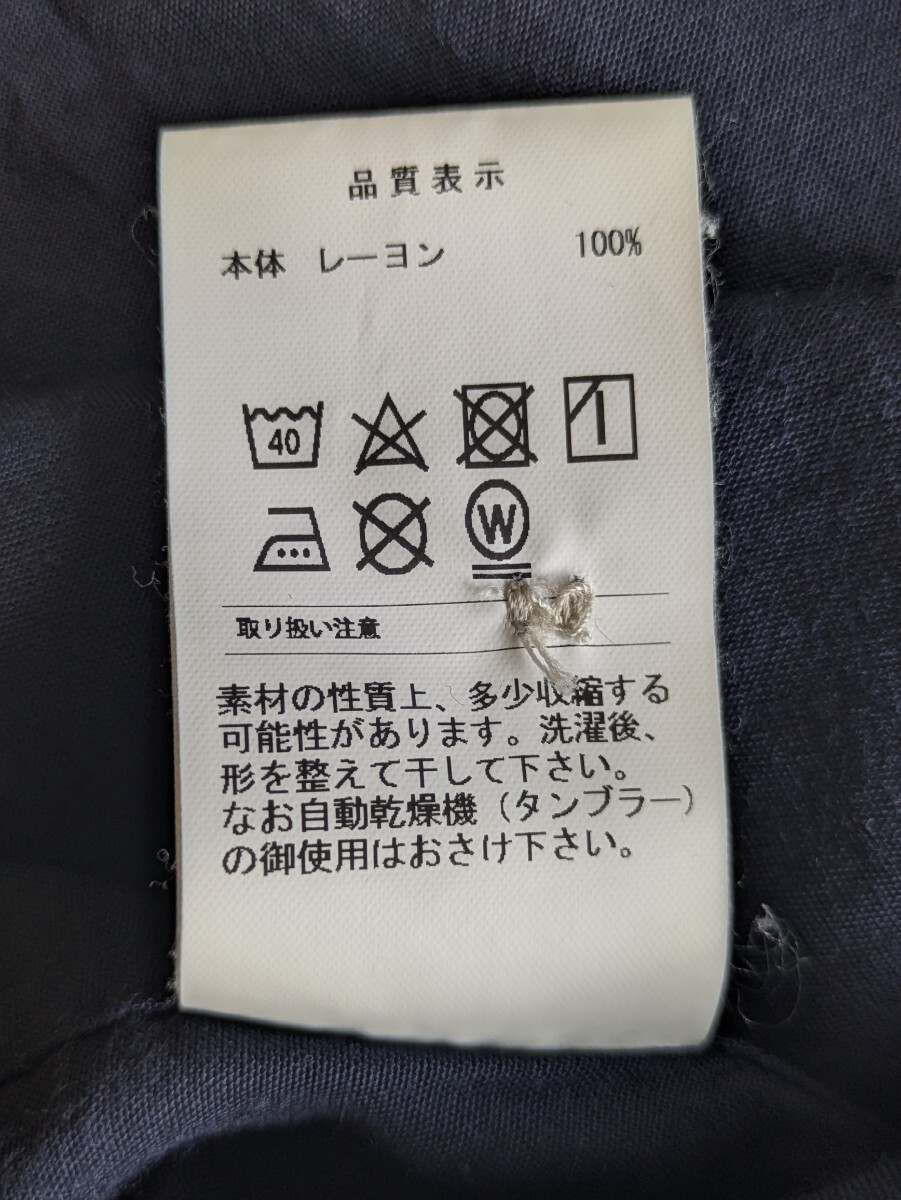 品質表示
本体 レーヨン 100%
40
W
取り扱い注意
素材の性質上、多少収縮する
可能性があります。洗濯後、
形を整えて干して下さい。
なお自動乾燥機（タンブラー）
の御使用はおさけ下さい。